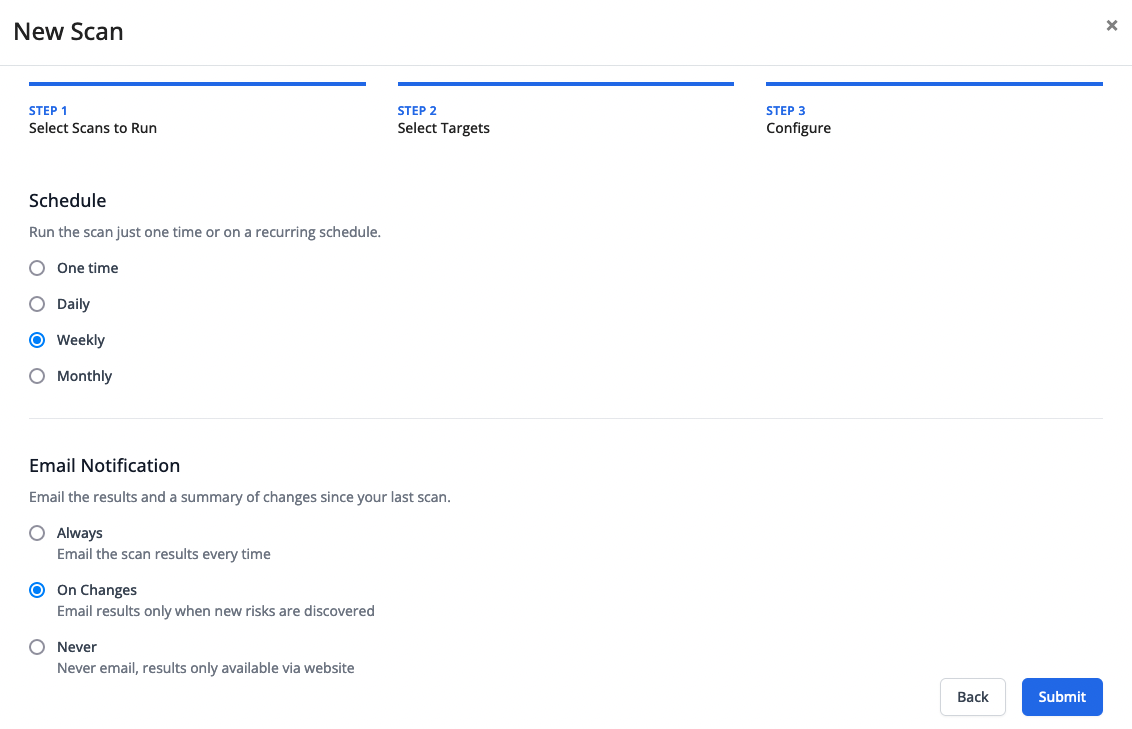 New Scan
×
STEP 1
Select Scans to Run
STEP 2
Select Targets
STEP 3
Configure
Schedule
Run the scan just one time or on a recurring schedule.
One time
Daily
Weekly
Monthly
Email Notification
Email the results and a summary of changes since your last scan.
Always
Email the scan results every time
On Changes
Email results only when new risks are discovered
Never
Never email, results only available via website
Back
Submit